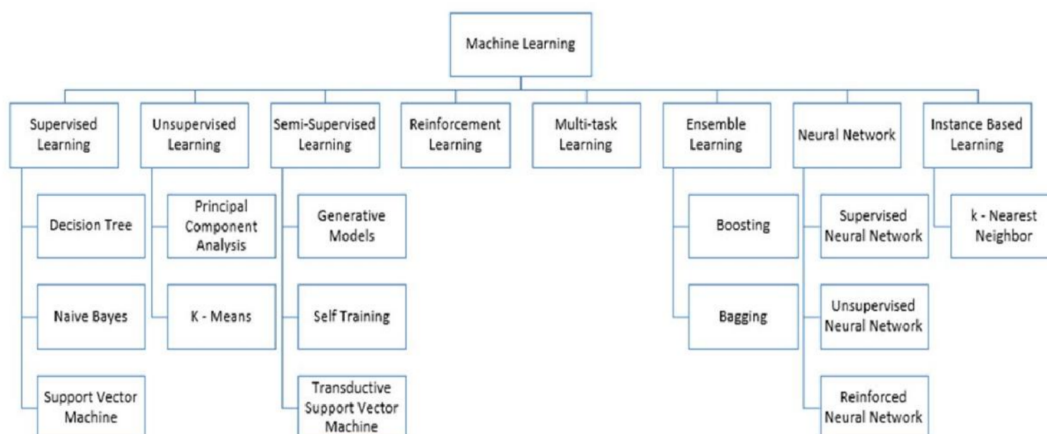 Machine Learning
Supervised
Learning
Unsupervised
Learning
Semi-Supervised
Learning
Reinforcement
Learning
Multi-task
Learning
Ensemble
Learning
Neural Network
Instance Based
Learning
Decision Tree
Principal
Component
Analysis
Generative
Models
Boosting
Supervised
Neural Network
k - Nearest
Neighbor
Naive Bayes
K - Means
Self Training
Bagging
Unsupervised
Neural Network
Support Vector
Machine
Transductive
Support Vector
Machine
Reinforced
Neural Network